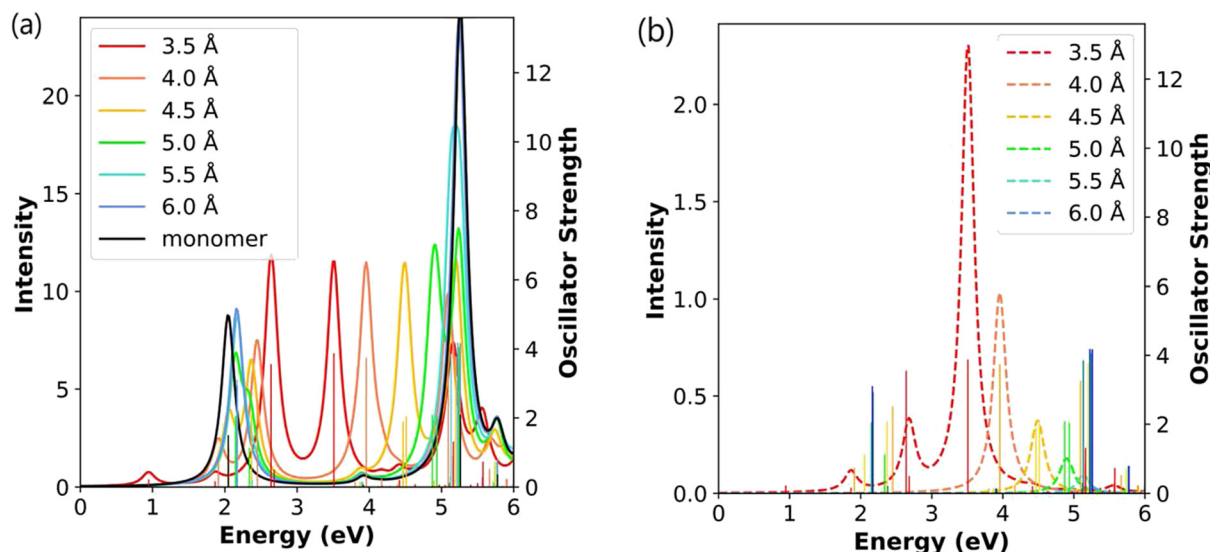 (a)
Intensity
20
15
10
5
0
3.5 Å
4.0 Å
4.5 Å
5.0 Å
5.5 Å
6.0 Å
monomer
12
10
8
6
4
2
0
Oscillator Strength
0 1 2 3 4 5 6
Energy (eV)
(b)
Intensity
2.0
1.5
1.0
0.5
0.0
3.5 Å
4.0 Å
4.5 Å
5.0 Å
5.5 Å
6.0 Å
12
10
8
6
4
2
0
Oscillator Strength
0 1 2 3 4 5 6
Energy (eV)